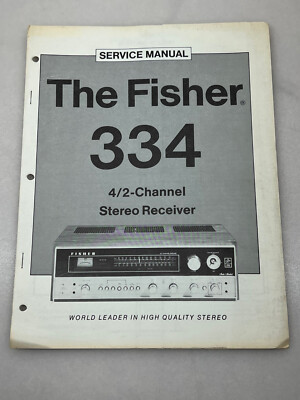 SERVICE MANUAL
The Fisher®
334
4/2-Channel
Stereo Receiver
FISHER
WORLD LEADER IN HIGH QUALITY STEREO